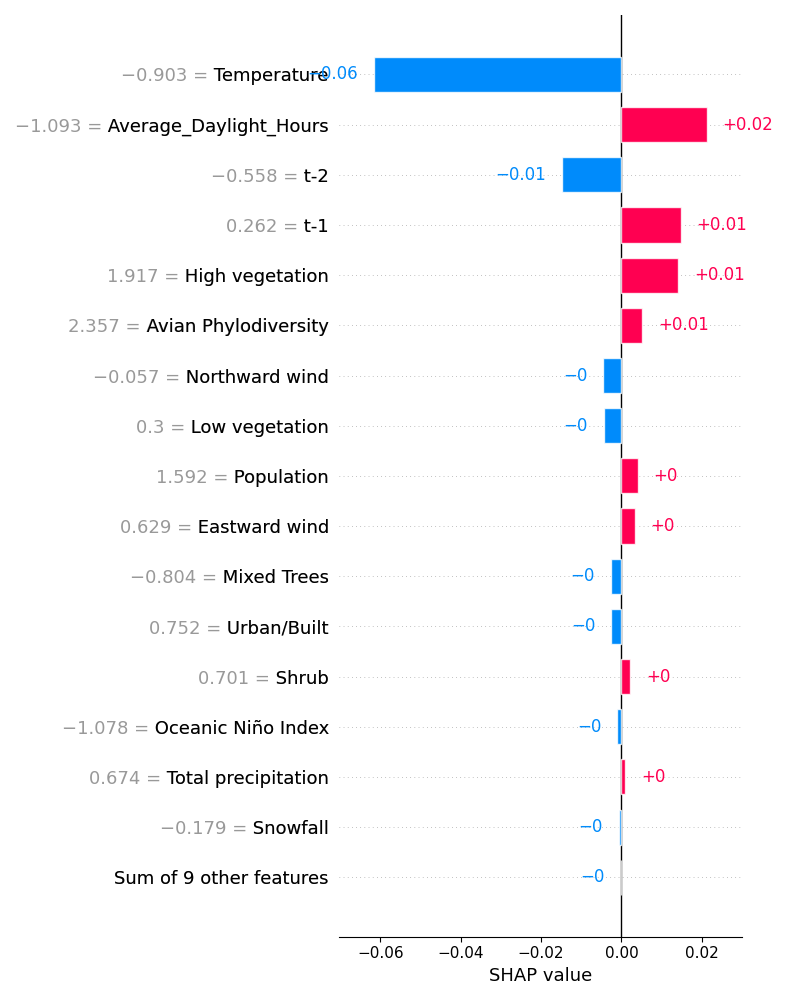 −0.903 = Temperature −0.06
−1.093 = Average_Daylight_Hours +0.02
−0.558 = t-2 −0.01
0.262 = t-1 +0.01
1.917 = High vegetation +0.01
2.357 = Avian Phylodiversity +0.01
−0.057 = Northward wind −0
0.3 = Low vegetation −0
1.592 = Population +0
0.629 = Eastward wind +0
−0.804 = Mixed Trees −0
0.752 = Urban/Built −0
0.701 = Shrub +0
−1.078 = Oceanic Niño Index −0
0.674 = Total precipitation +0
−0.179 = Snowfall −0
Sum of 9 other features −0
−0.06 −0.04 −0.02 0.00 0.02
SHAP value